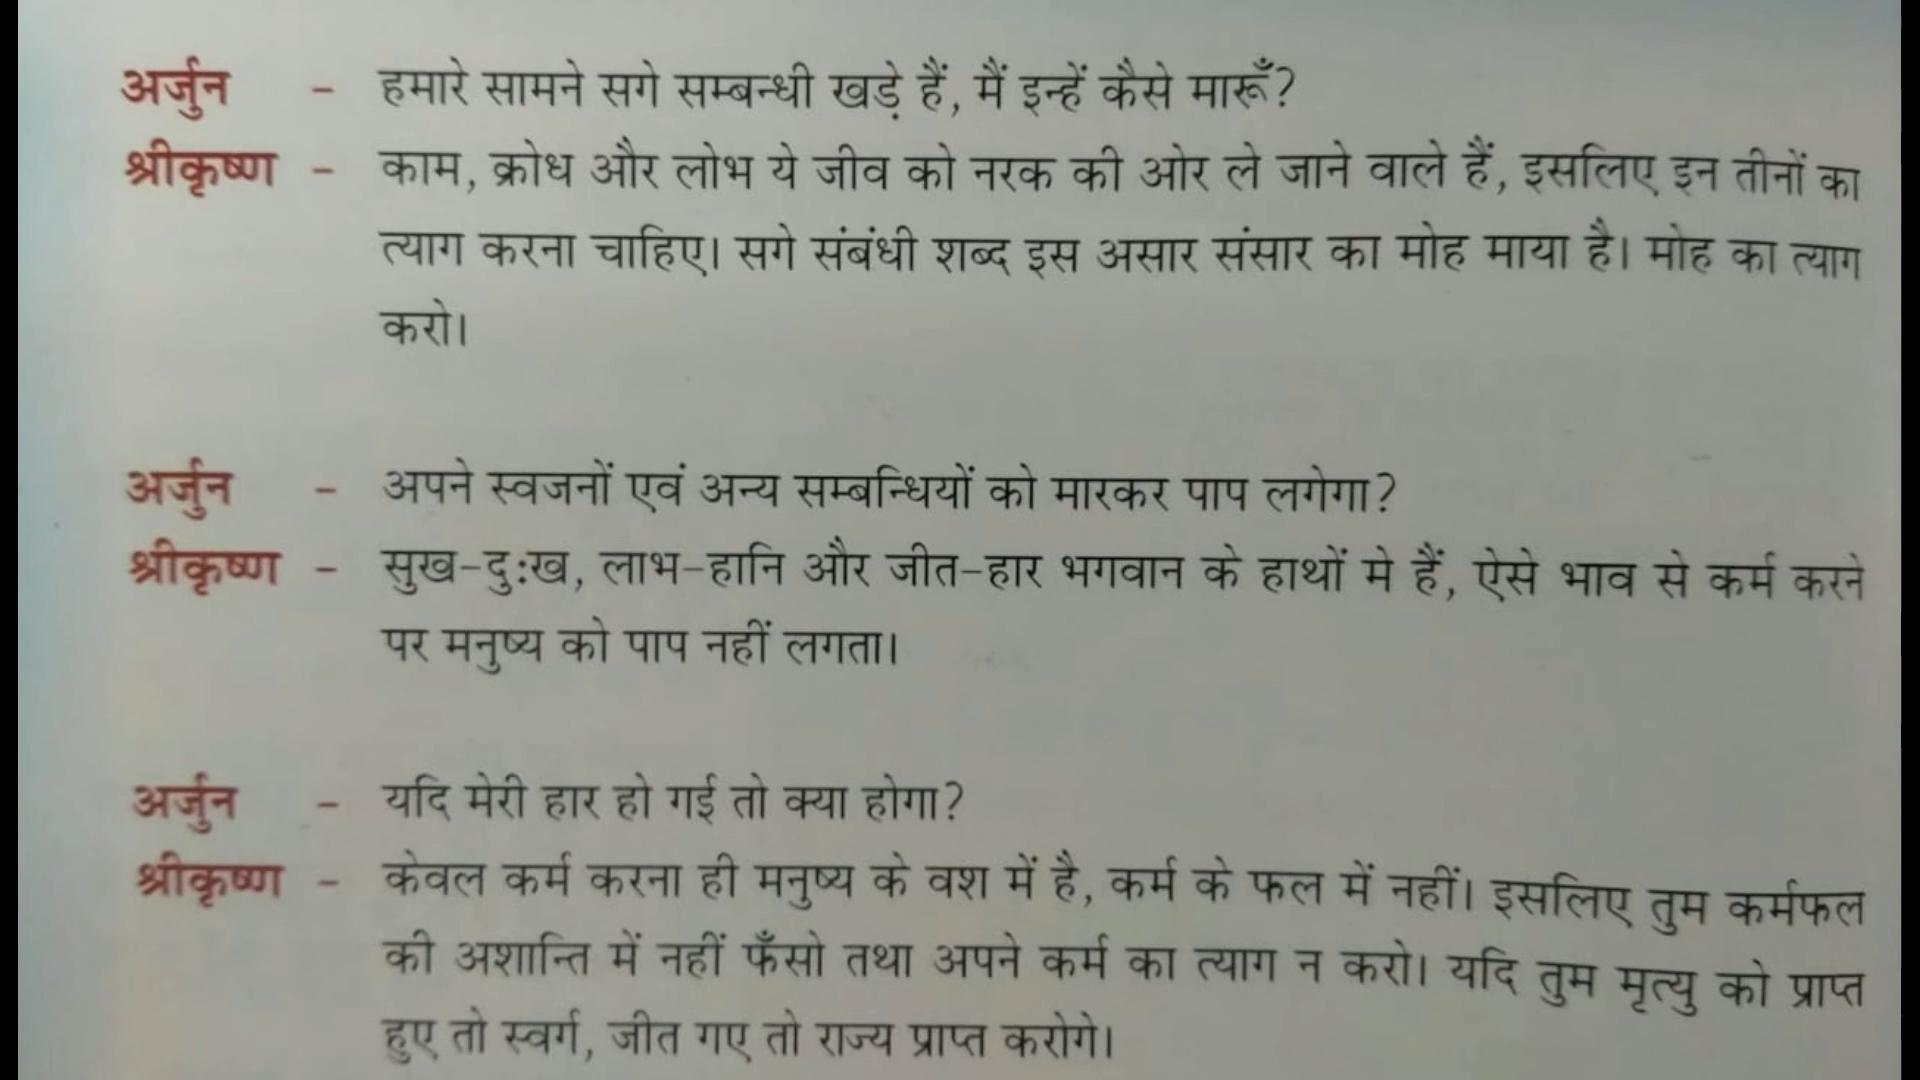 अर्जुन - हमारे सामने सगे सम्बन्धी खड़े हैं, मैं इन्हें कैसे मारूँ?
श्रीकृष्ण - काम, क्रोध और लोभ ये जीव को नरक की ओर ले जाने वाले हैं, इसलिए इन तीनों का
त्याग करना चाहिए। सगे संबंधी शब्द इस असार संसार का मोह माया है। मोह का त्याग
करो।
अर्जुन - अपने स्वजनों एवं अन्य सम्बन्धियों को मारकर पाप लगेगा?
श्रीकृष्ण - सुख-दुःख, लाभ-हानि और जीत-हार भगवान के हाथों मे हैं, ऐसे भाव से कर्म करने
पर मनुष्य को पाप नहीं लगता।
अर्जुन - यदि मेरी हार हो गई तो क्या होगा?
श्रीकृष्ण - केवल कर्म करना ही मनुष्य के वश में है, कर्म के फल में नहीं। इसलिए तुम कर्मफल
की अशान्ति में नहीं फँसो तथा अपने कर्म का त्याग न करो। यदि तुम मृत्यु को प्राप्त
हुए तो स्वर्ग, जीत गए तो राज्य प्राप्त करोगे।